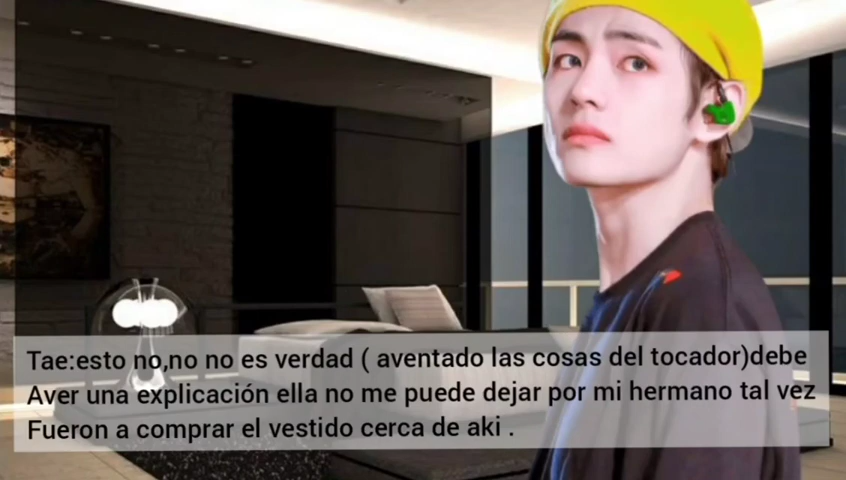 Tae:esto no,no no es verdad ( aventado las cosas del tocador)debe
Aver una explicación ella no me puede dejar por mi hermano tal vez
Fueron a comprar el vestido cerca de aki .